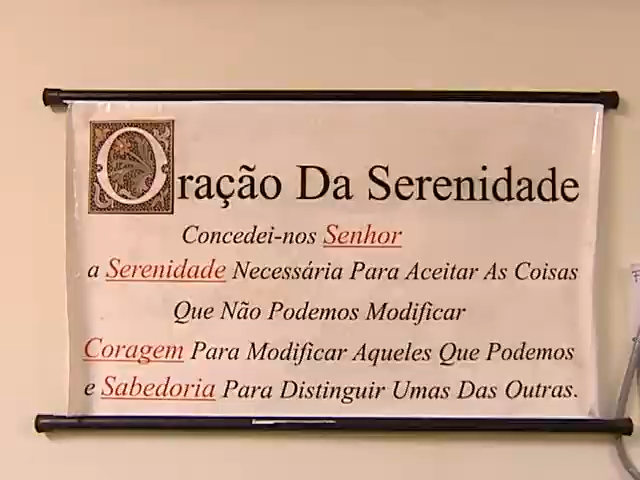 Oração Da Serenidade
Concedei-nos Senhor
a Serenidade Necessária Para Aceitar As Coisas
Que Não Podemos Modificar
Coragem Para Modificar Aqueles Que Podemos
e Sabedoria Para Distinguir Umas Das Outras.